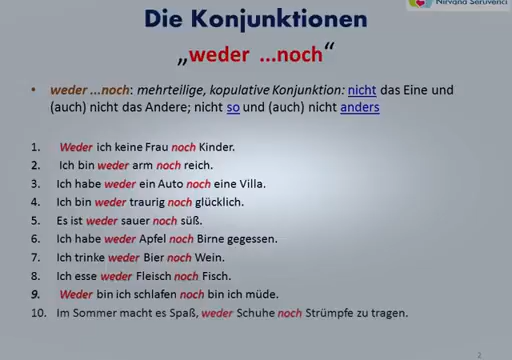 Nirvana Seruvenci
Die Konjunktionen
„weder ...noch“
• weder ...noch: mehrteilige, kopulative Konjunktion: nicht das Eine und
(auch) nicht das Andere; nicht so und (auch) nicht anders
1. Weder ich keine Frau noch Kinder.
2. Ich bin weder arm noch reich.
3. Ich habe weder ein Auto noch eine Villa.
4. Ich bin weder traurig noch glücklich.
5. Es ist weder sauer noch süß.
6. Ich habe weder Apfel noch Birne gegessen.
7. Ich trinke weder Bier noch Wein.
8. Ich esse weder Fleisch noch Fisch.
9. Weder bin ich schlafen noch bin ich müde.
10. Im Sommer macht es Spaß, weder Schuhe noch Strümpfe zu tragen.
2